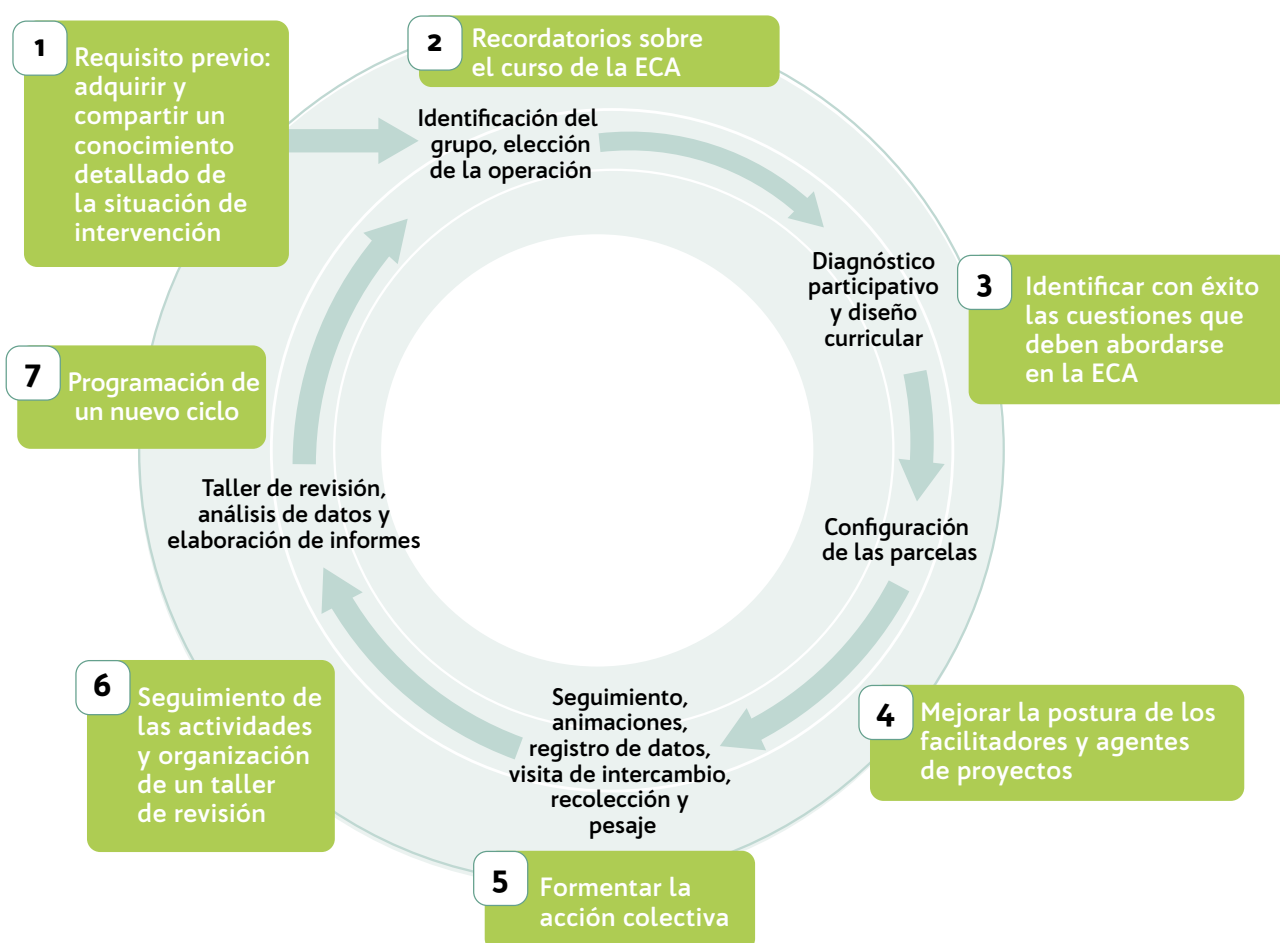 1
Requisito previo:
adquirir y
compartir un
conocimiento
detallado de
la situación de
intervención
2
Recordatorios sobre
el curso de la ECA
Identificación del
grupo, elección
de la operación
Diagnóstico
participativo
y diseño
curricular
3
Identificar con éxito
las cuestiones que
deben abordarse
en la ECA
Configuración
de las parcelas
4
Mejorar la postura de los
facilitadores y agentes
de proyectos
Seguimiento,
animaciones,
registro de datos,
visita de intercambio,
recolección y
pesaje
5
Formentar la
acción colectiva
6
Seguimiento de
las actividades
y organización
de un taller
de revisión
Taller de revisión,
análisis de datos y
elaboración de informes
7
Programación de
un nuevo ciclo